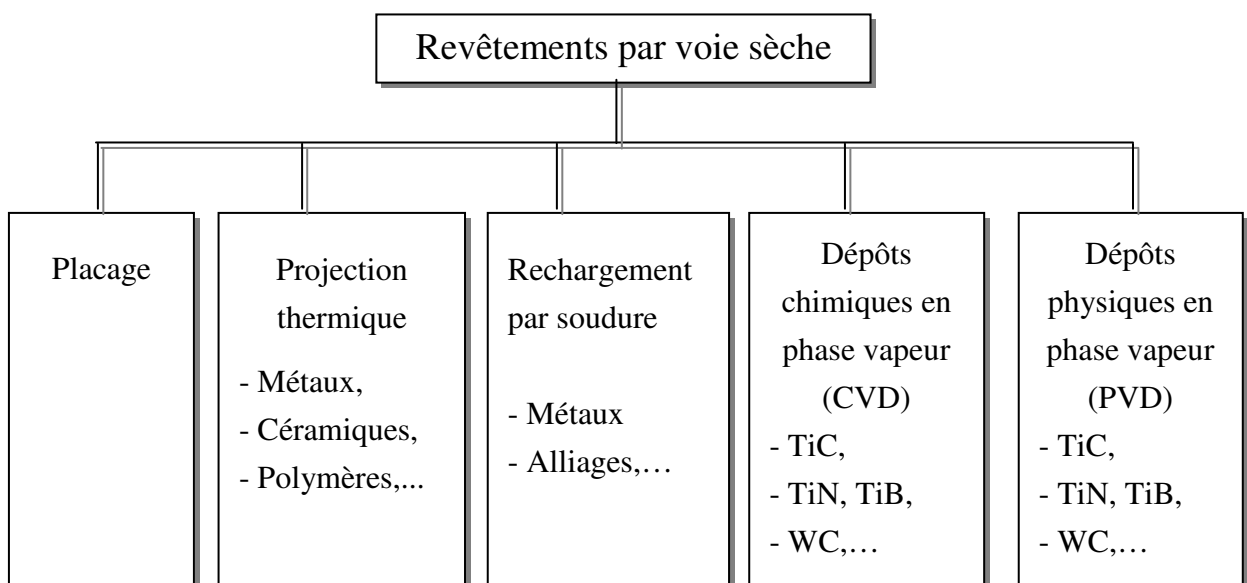 Revêtements par voie sèche
Placage
Projection
thermique
- Métaux,
- Céramiques,
- Polymères,...
Rechargement
par soudure
- Métaux
- Alliages,…
Dépôts
chimiques en
phase vapeur
(CVD)
- TiC,
- TiN, TiB,
- WC,…
Dépôts
physiques en
phase vapeur
(PVD)
- TiC,
- TiN, TiB,
- WC,…